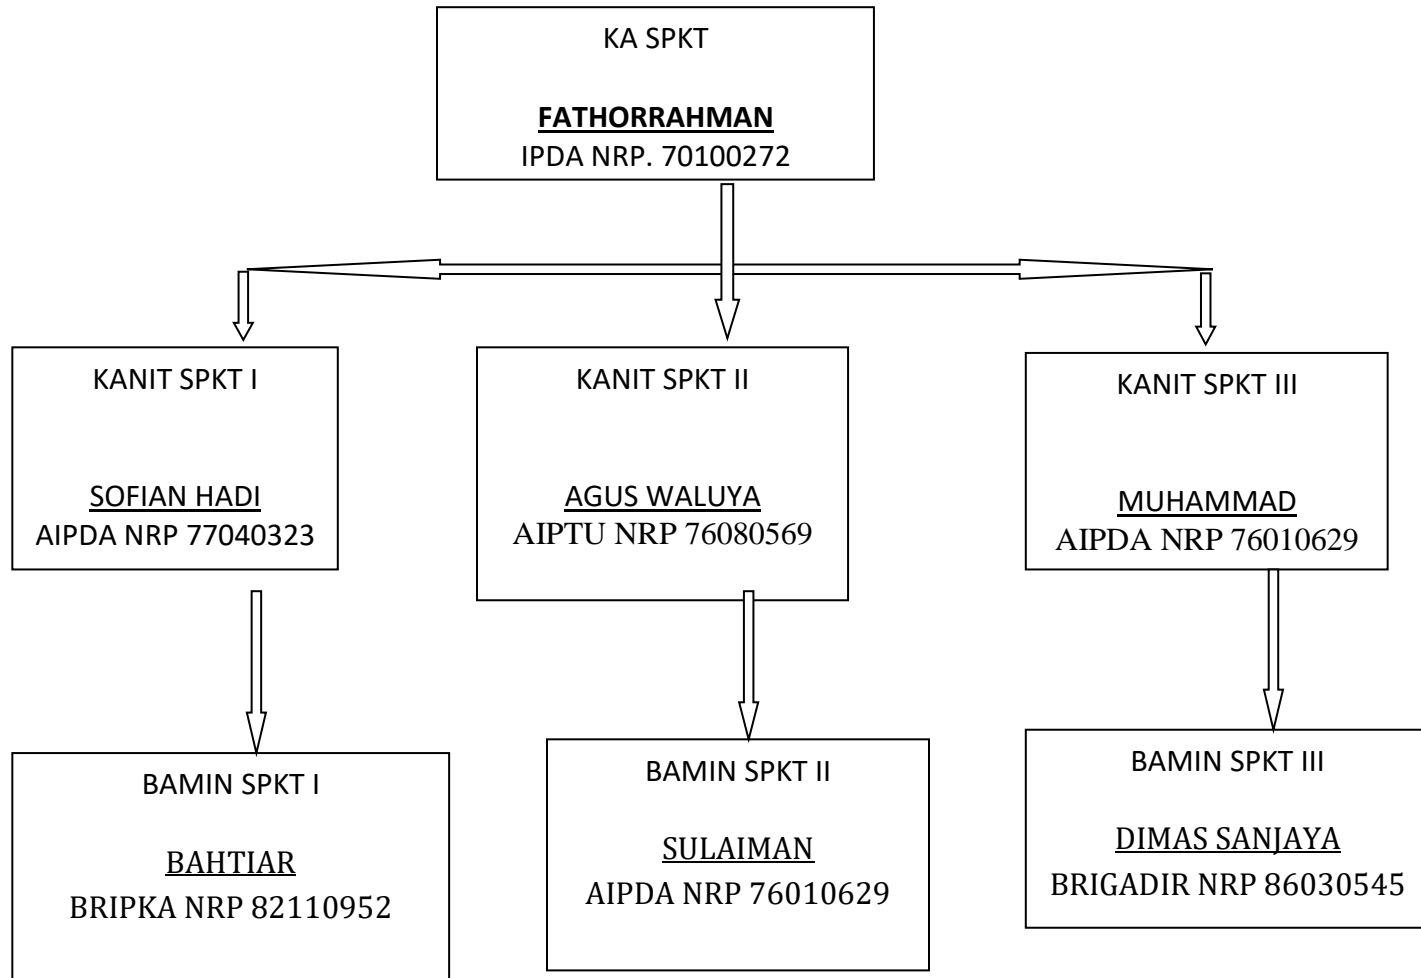 KA SPKT
FATHORRAHMAN
IPDA NRP. 70100272
KANIT SPKT I
SOFIAN HADI
AIPDA NRP 77040323
KANIT SPKT II
AGUS WALUYA
AIPTU NRP 76080569
KANIT SPKT III
MUHAMMAD
AIPDA NRP 76010629
BAMIN SPKT I
BAHTIAR
BRIPKA NRP 82110952
BAMIN SPKT II
SULAIMAN
AIPDA NRP 76010629
BAMIN SPKT III
DIMAS SANJAYA
BRIGADIR NRP 86030545